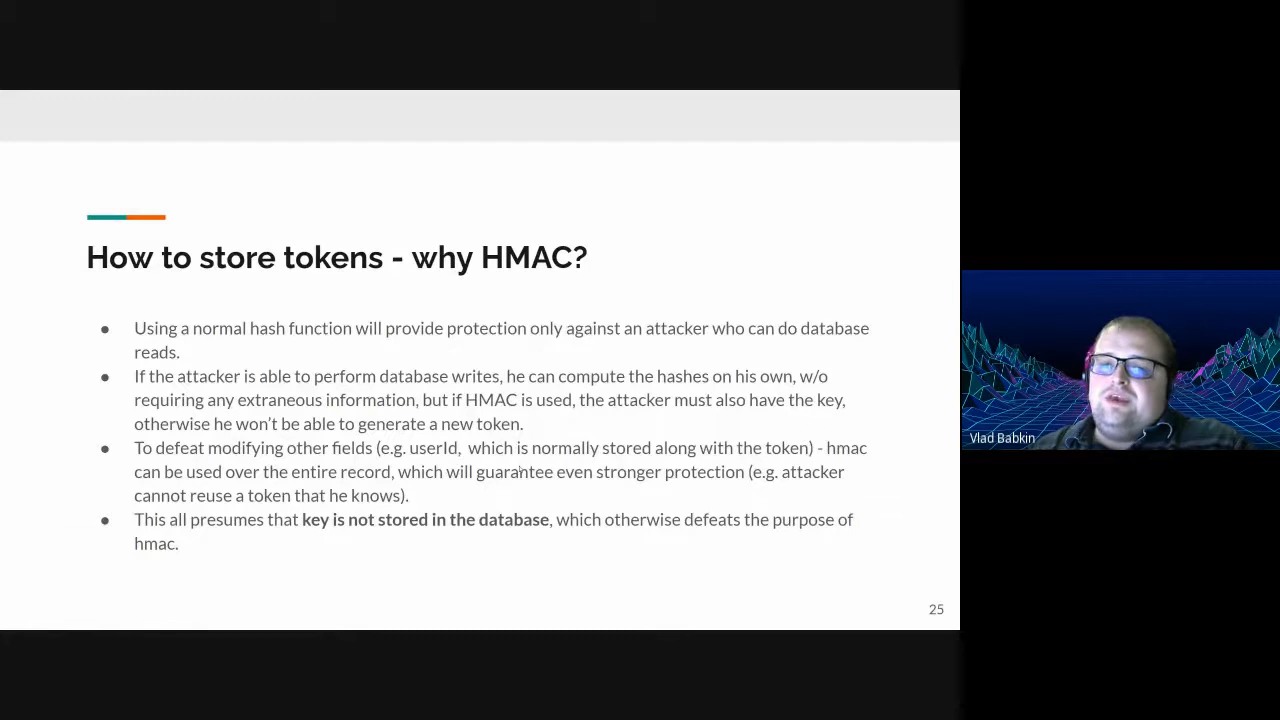 How to store tokens - why HMAC?
● Using a normal hash function will provide protection only against an attacker who can do database
reads.
● If the attacker is able to perform database writes, he can compute the hashes on his own, w/o
requiring any extraneous information, but if HMAC is used, the attacker must also have the key,
otherwise he won't be able to generate a new token.
● To defeat modifying other fields (e.g. userId,  which is normally stored along with the token) - hmac
can be used over the entire record, which will guarantee even stronger protection (e.g. attacker
cannot reuse a token that he knows).
● This all presumes that key is not stored in the database, which otherwise defeats the purpose of
hmac.
25
Vlad Babkin